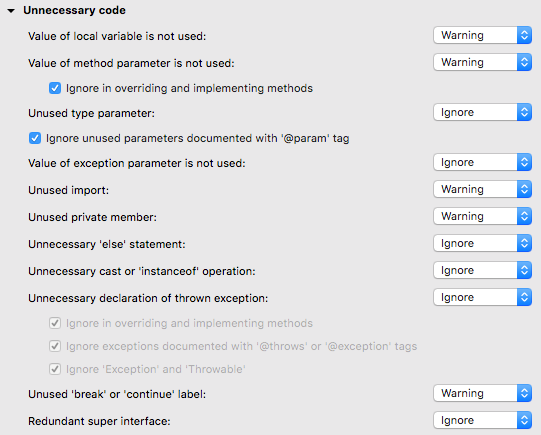 Unnecessary code
Value of local variable is not used: Warning
Value of method parameter is not used: Warning
Ignore in overriding and implementing methods
Unused type parameter: Ignore
Ignore unused parameters documented with '@param' tag
Value of exception parameter is not used: Ignore
Unused import: Warning
Unused private member: Warning
Unnecessary 'else' statement: Ignore
Unnecessary cast or 'instanceof' operation: Ignore
Unnecessary declaration of thrown exception: Ignore
Ignore in overriding and implementing methods
Ignore exceptions documented with '@throws' or '@exception' tags
Ignore 'Exception' and 'Throwable'
Unused 'break' or 'continue' label: Warning
Redundant super interface: Ignore